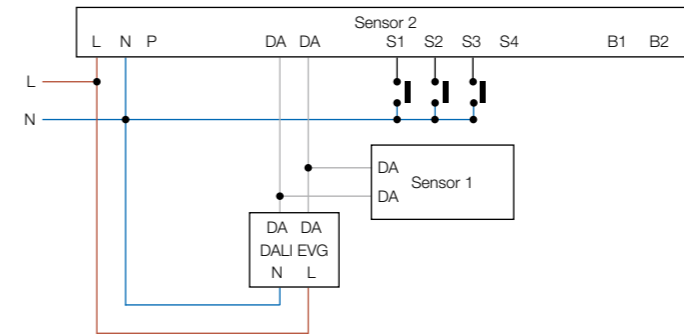 Sensor 2
L N P DA DA S1 S2 S3 S4 B1 B2
L
N
DA
Sensor 1
DA
DA DA
DALI EVG
N L